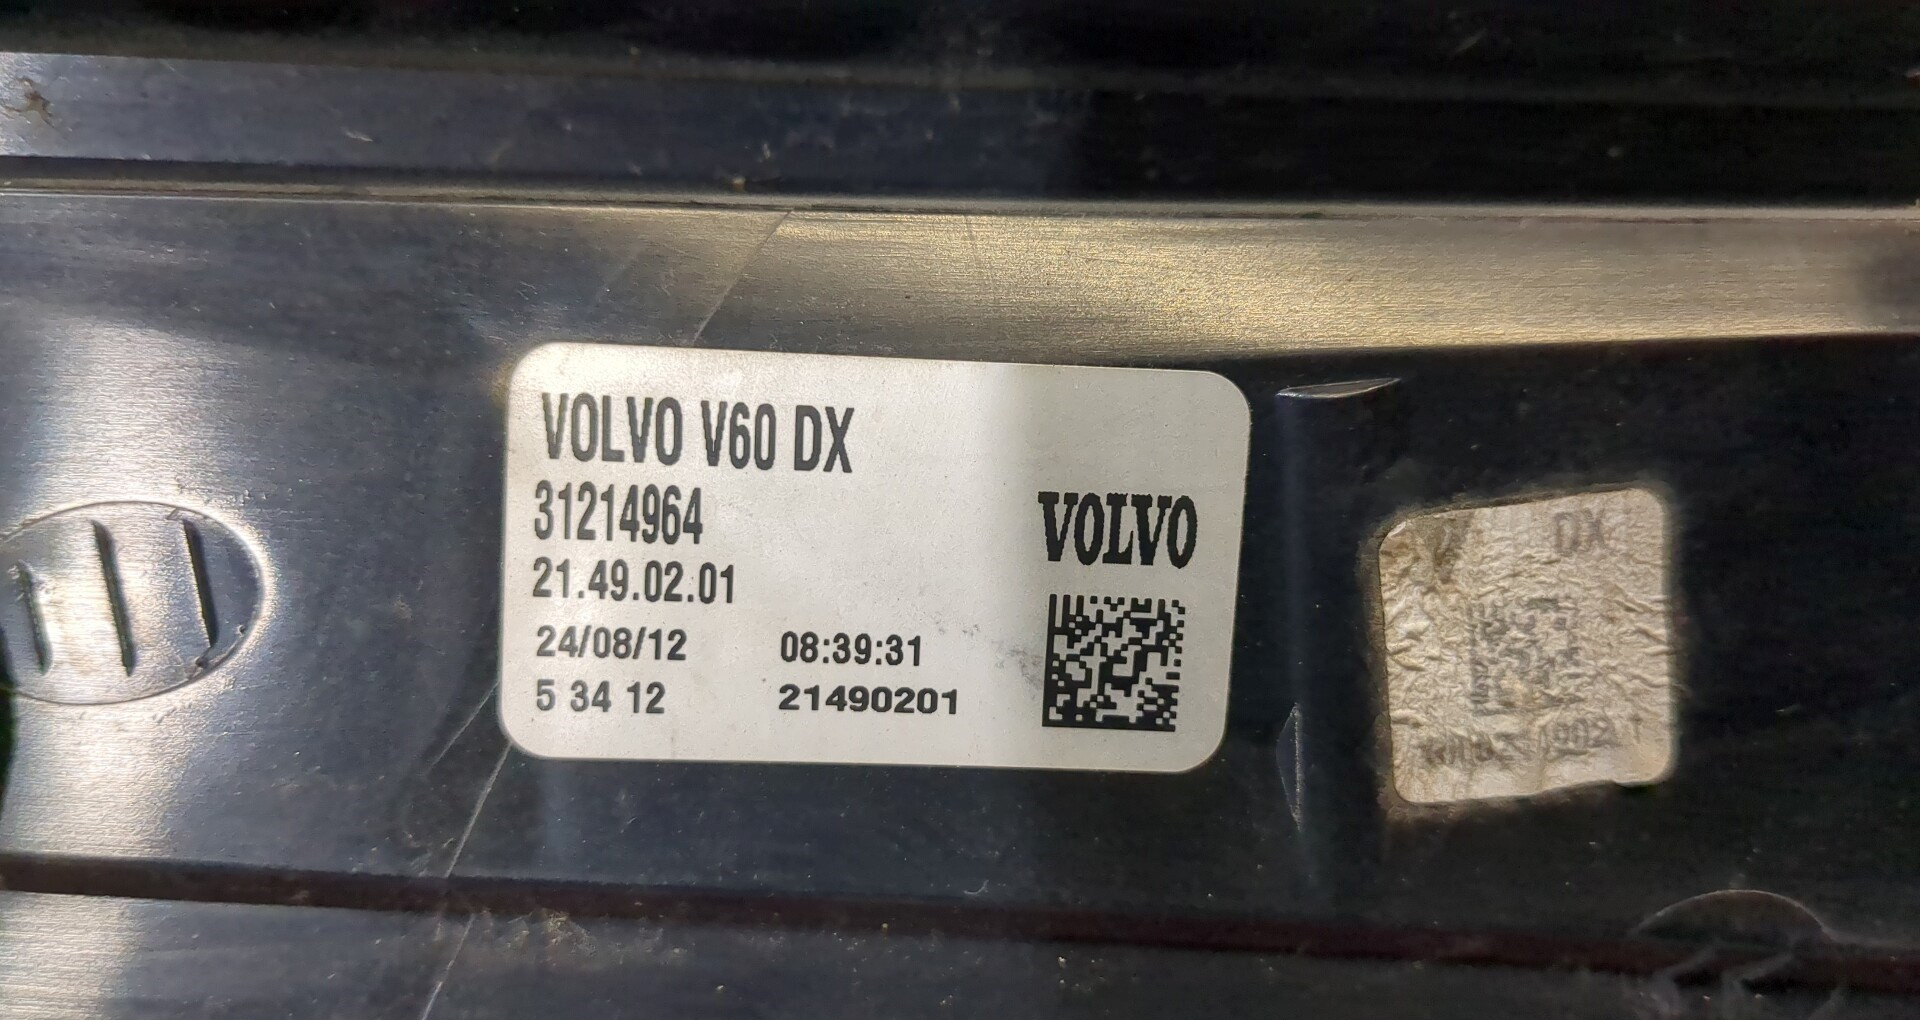 VOLVO V60 DX
31214964
21.49.02.01
24/08/12 08:39:31
5 34 12 21490201
VOLVO
DX